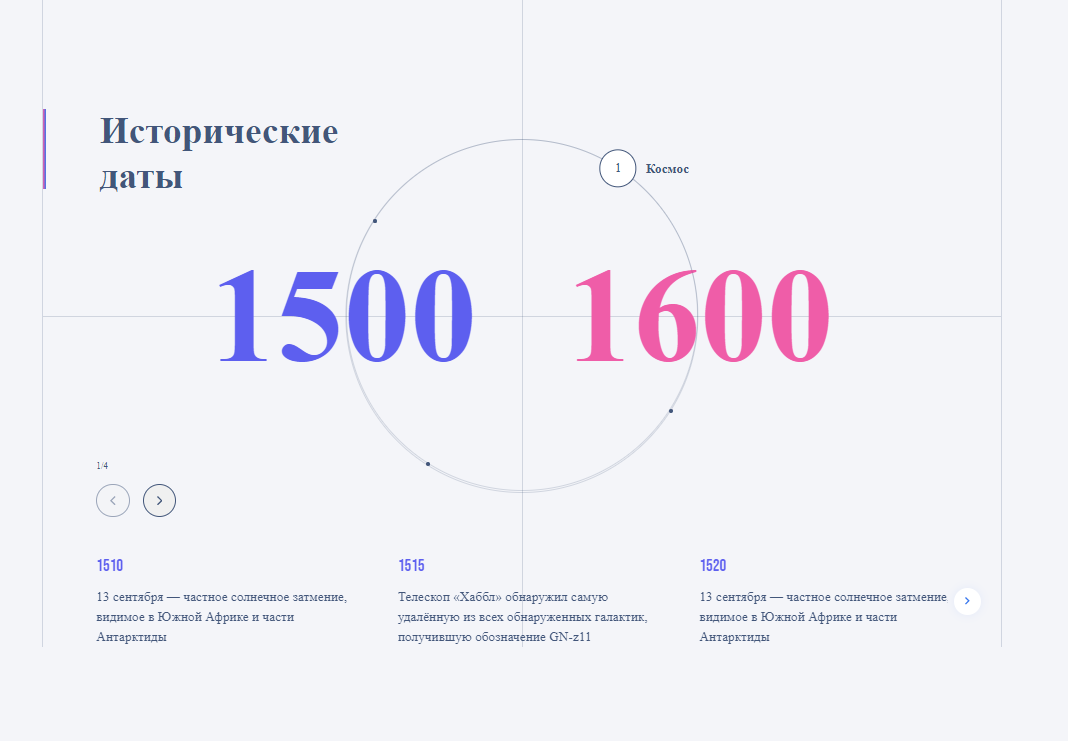 Исторические
даты
1 Космос
1500 1600
1/4
1510
13 сентября — частное солнечное затмение,
видимое в Южной Африке и части
Антарктиды
1515
Телескоп «Хаббл» обнаружил самую
удалённую из всех обнаруженных галактик,
получившую обозначение GN-z11
1520
13 сентября — частное солнечное затмение,
видимое в Южной Африке и части
Антарктиды